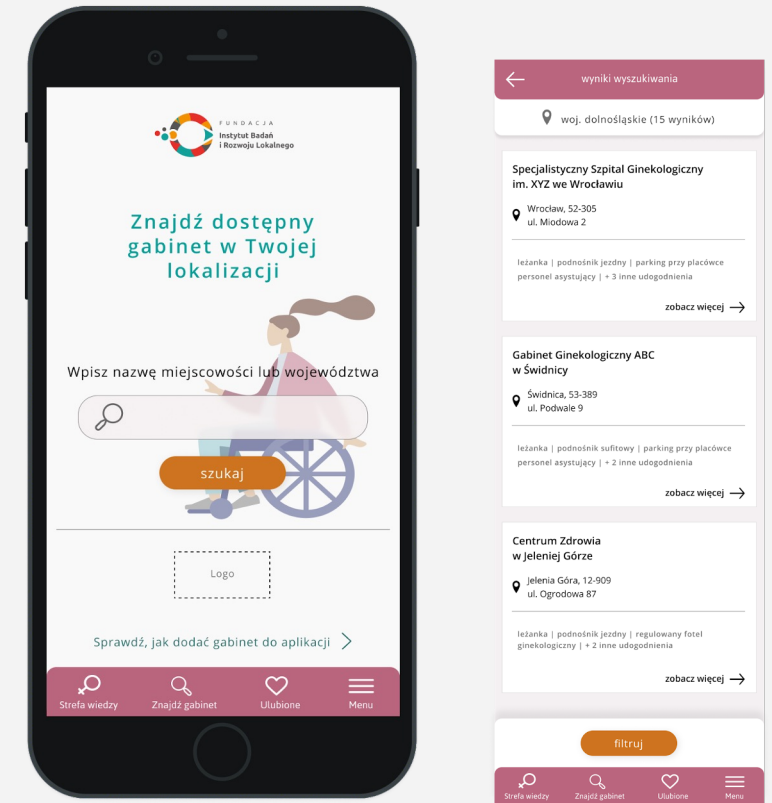 FUNDACJA
Instytut Badań
i Rozwoju Lokalnego
Znajdź dostępny
gabinet w Twojej
lokalizacji
Wpisz nazwę miejscowości lub województwa
szukaj
Logo
Sprawdź, jak dodać gabinet do aplikacji
Strefa wiedzy Znajdź gabinet Ulubione Menu
wyniki wyszukiwania
woj. dolnośląskie (15 wyników)
Specjalistyczny Szpital Ginekologiczny
im. XYZ we Wrocławiu
Wrocław, 52-305
ul. Miodowa 2
leżanka | podnośnik jezdny | parking przy placówce
personel asystujący | + 3 inne udogodnienia
zobacz więcej
Gabinet Ginekologiczny ABC
w Świdnicy
Świdnica, 53-389
ul. Podwale 9
leżanka | podnośnik sufitowy | parking przy placówce
personel asystujący | + 2 inne udogodnienia
zobacz więcej
Centrum Zdrowia
w Jeleniej Górze
Jelenia Góra, 12-909
ul. Ogrodowa 87
leżanka | podnośnik jezdny | regulowany fotel
ginekologiczny | + 2 inne udogodnienia
zobacz więcej
filtruj
Strefa wiedzy Znajdź gabinet Ulubione Menu